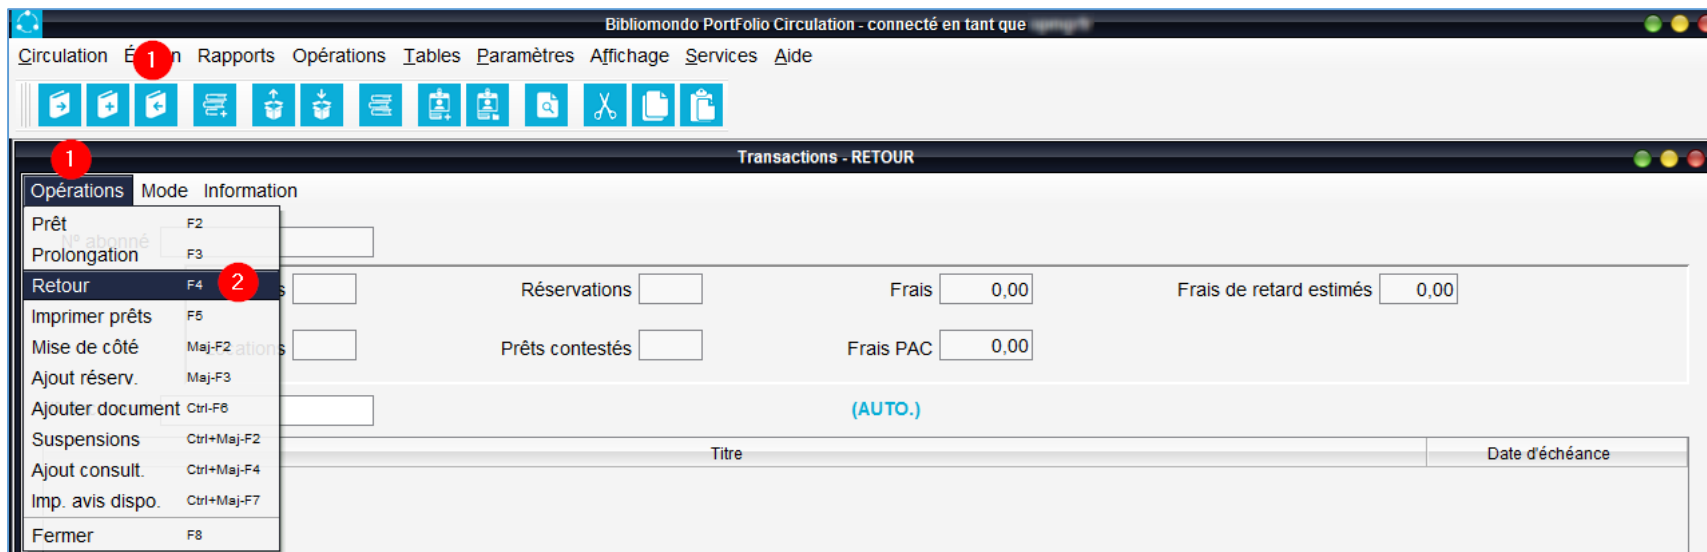 Bibliomondo PortFolio Circulation - connecté en tant que
Circulation 1 Rapports Opérations Tables Paramètres Affichage Services Aide
1
Transactions - RETOUR
Opérations Mode Information
Prêt F2
Nº abonné
Prolongation F3
Retour F4 2
Réservations Frais 0,00 Frais de retard estimés 0,00
Imprimer prêts F5
Mise de côté Maj-F2
Prêts contestés Frais PAC 0,00
Ajout réserv. Maj-F3
Ajouter document Ctrl-F6 (AUTO.)
Suspensions Ctrl+Maj-F2
Titre Date d'échéance
Ajout consult. Ctrl+Maj-F4
Imp. avis dispo. Ctrl+Maj-F7
Fermer F8